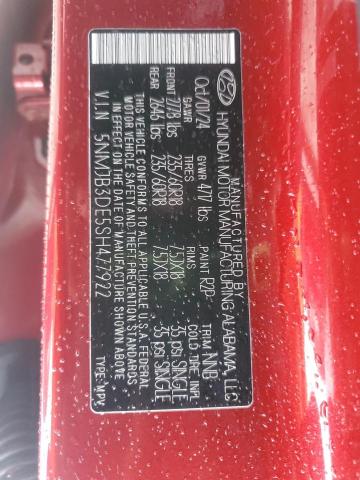 MANUFACTURED BY
HYUNDAI MOTOR MANUFACTURING ALABAMA, LLC
Oct/01/24 GVWR 4717 lbs PAINT R2P TRIM NNB
GAWR TIRES RIMS COLD TIRE INPL
FRONT 2778 lbs 235/60R18 7.5JX18 35 PSI SINGLE
REAR 2646 lbs 235/60R18 7.5JX18 35 PSI SINGLE
THIS VEHICLE CONFORMS TO ALL APPLICABLE U.S.A. FEDERAL
MOTOR VEHICLE SAFETY AND THEFT PREVENTION STANDARDS
IN EFFECT ON THE DATE OF MANUFACTURE SHOWN ABOVE
V.I.N 5NMJB3DE5SH477922 TYPE: MPV